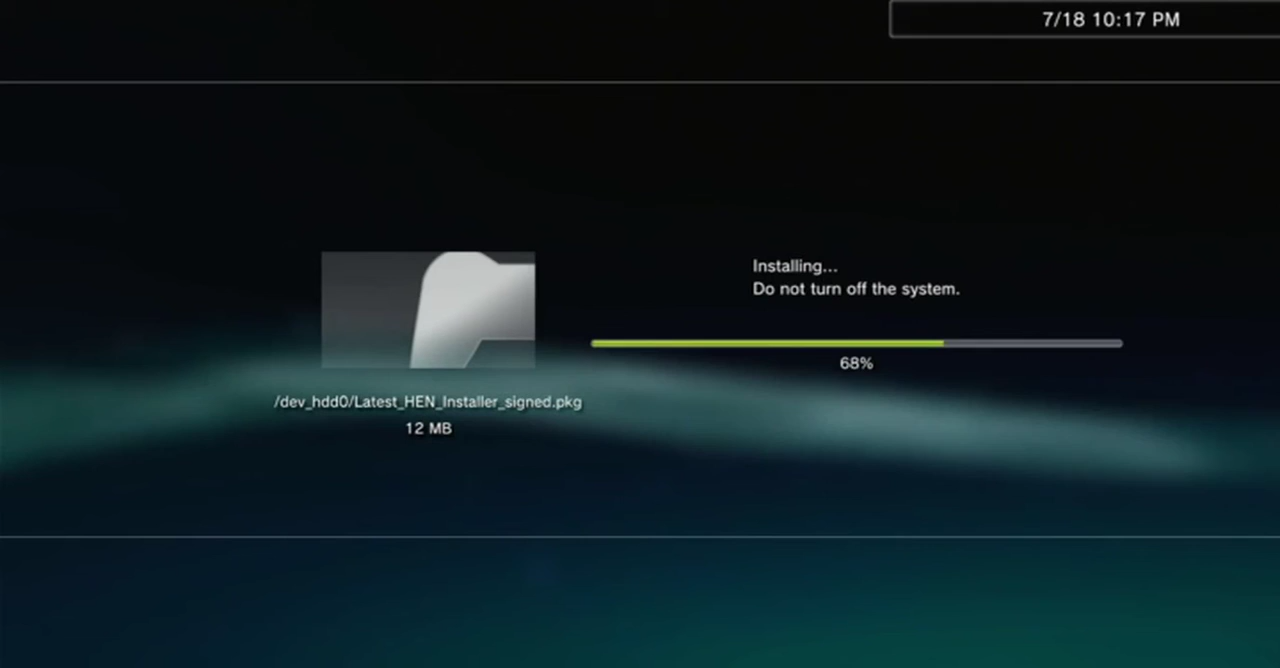 7/18 10:17 PM
Installing...
Do not turn off the system.
68%
/dev_hdd0/Latest_HEN_Installer_signed.pkg
12 MB